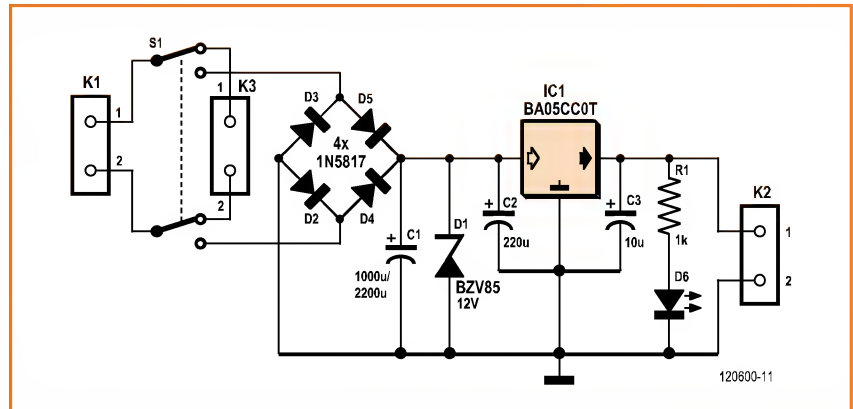 S1
K1
1
2
1
K3
2
D3
D5
4x
1N5817
D2
D4
+
C1
1000u/
2200u
D1
BZV85
12V
+
C2
220u
IC1
BA05CC0T
+
C3
10u
R1
1k
D6
K2
1
2
120600-11